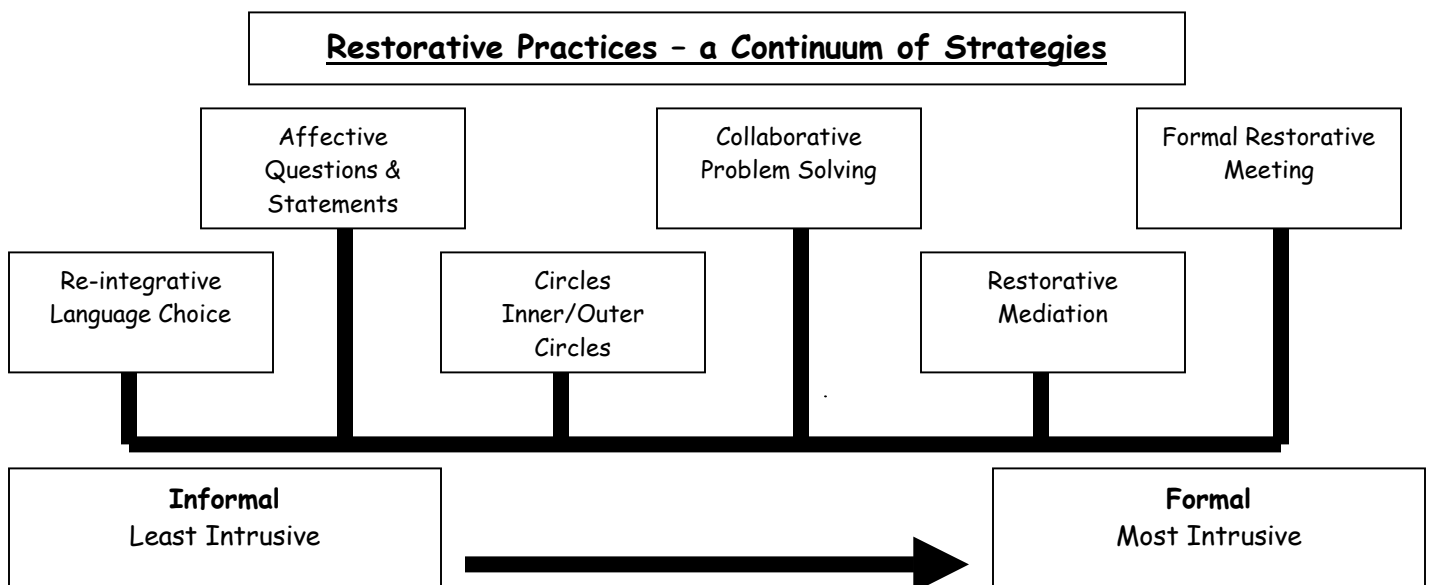 Restorative Practices – a Continuum of Strategies
Affective
Questions &
Statements
Collaborative
Problem Solving
Formal Restorative
Meeting
Re-integrative
Language Choice
Circles
Inner/Outer
Circles
Restorative
Mediation
Informal
Least Intrusive
Formal
Most Intrusive